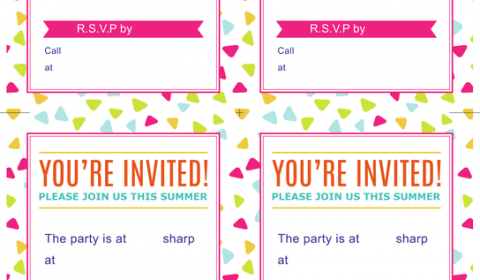 R.S.V.P by
Call
at
R.S.V.P by
Call
at
YOU'RE INVITED!
PLEASE JOIN US THIS SUMMER
The party is at sharp
at
YOU'RE INVITED!
PLEASE JOIN US THIS SUMMER
The party is at sharp
at